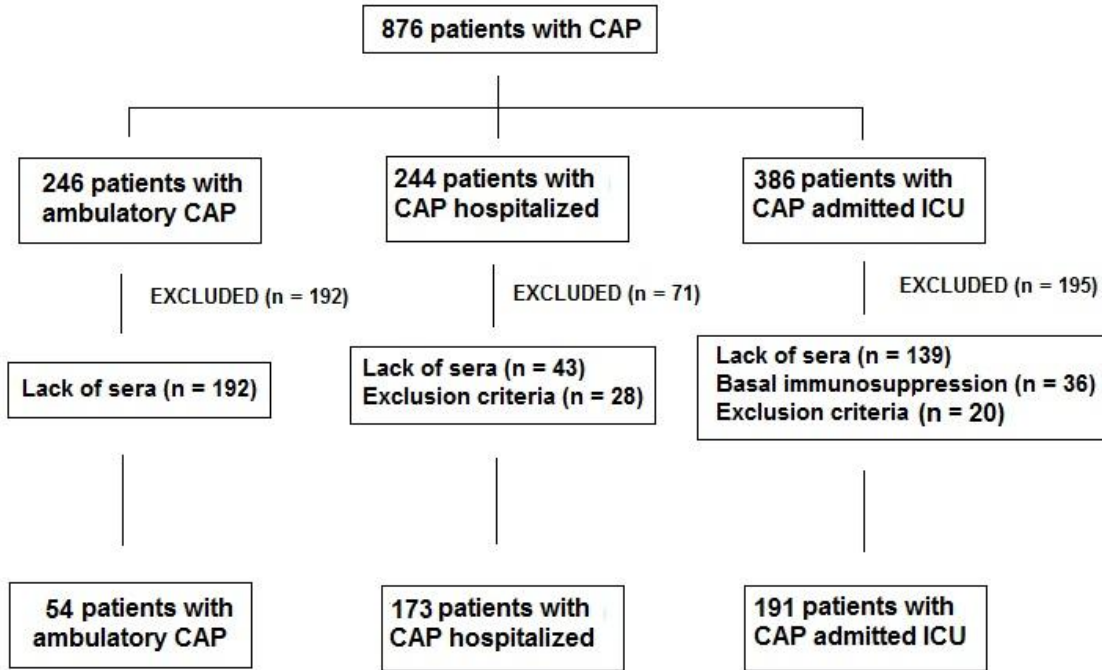 876 patients with CAP
246 patients with
ambulatory CAP
244 patients with
CAP hospitalized
386 patients with
CAP admitted ICU
EXCLUDED (n = 192)
EXCLUDED (n = 71)
EXCLUDED (n = 195)
Lack of sera (n = 192)
Lack of sera (n = 43)
Exclusion criteria (n = 28)
Lack of sera (n = 139)
Basal immunosuppression (n = 36)
Exclusion criteria (n = 20)
54 patients with
ambulatory CAP
173 patients with
CAP hospitalized
191 patients with
CAP admitted ICU